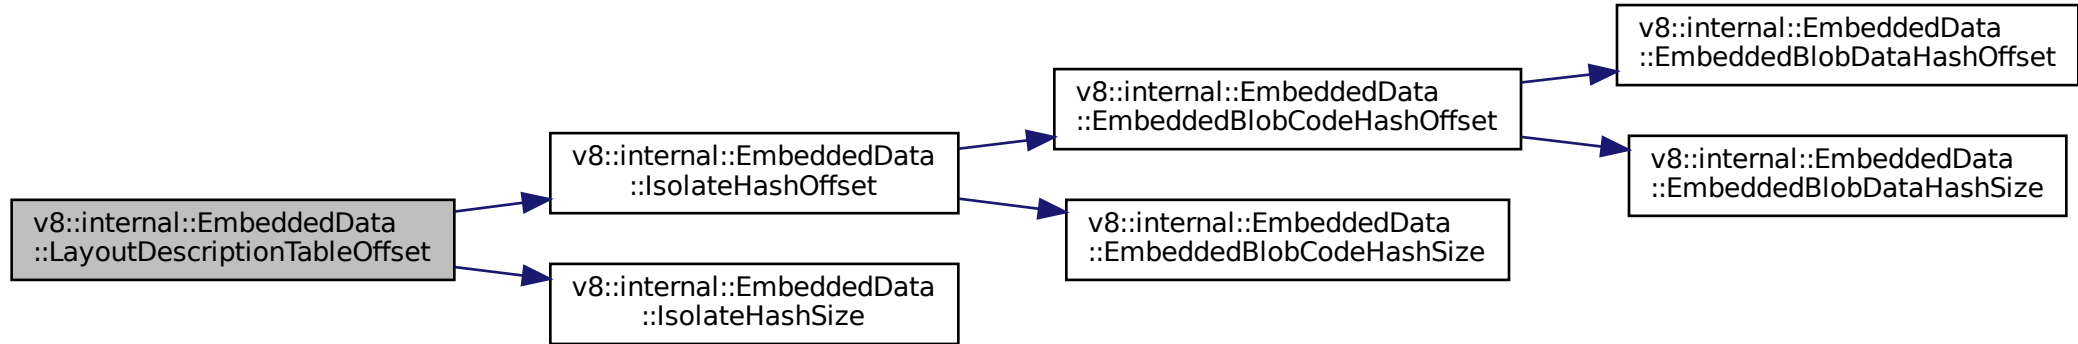 v8::internal::EmbeddedData
::LayoutDescriptionTableOffset
v8::internal::EmbeddedData
::IsolateHashOffset
v8::internal::EmbeddedData
::IsolateHashSize
v8::internal::EmbeddedData
::EmbeddedBlobCodeHashOffset
v8::internal::EmbeddedData
::EmbeddedBlobCodeHashSize
v8::internal::EmbeddedData
::EmbeddedBlobDataHashOffset
v8::internal::EmbeddedData
::EmbeddedBlobDataHashSize